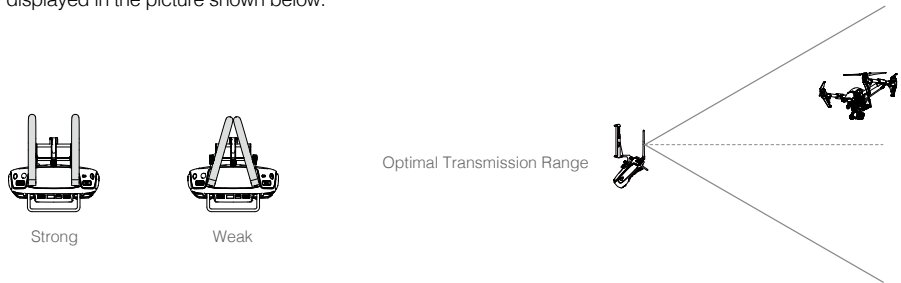 displayed in the picture shown below.
Optimal Transmission Range
Strong
Weak